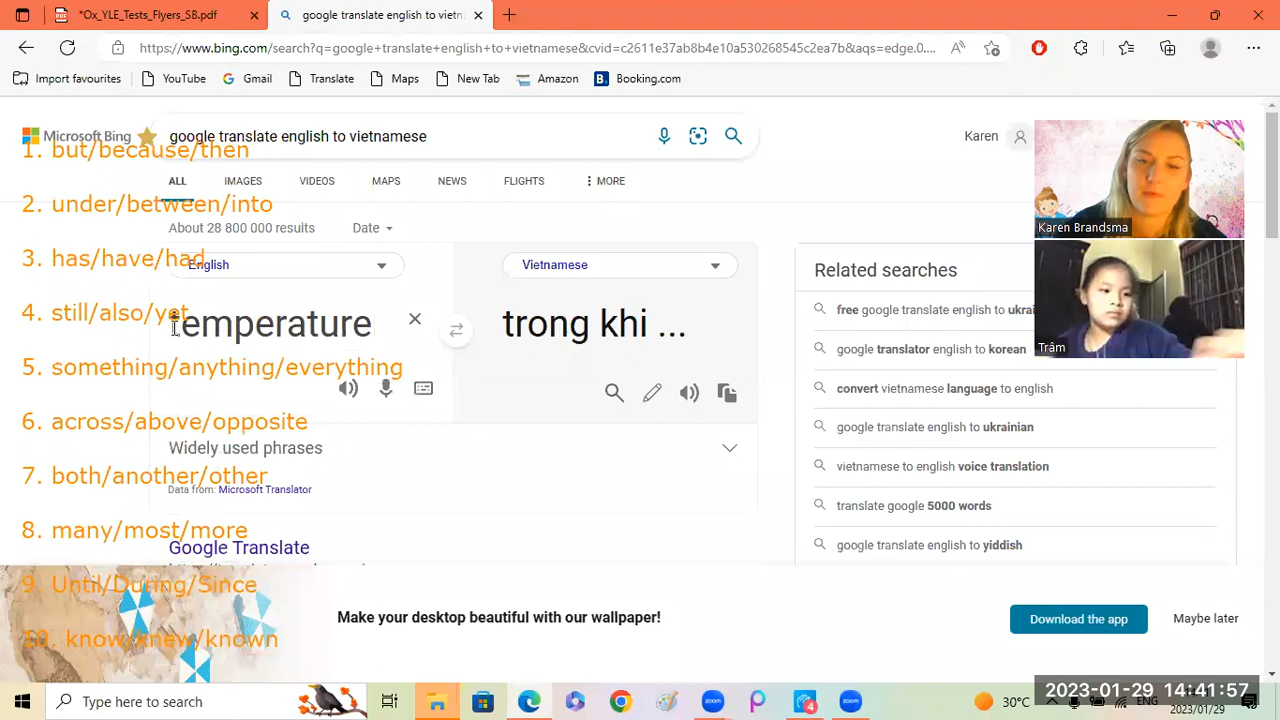 *Ox_YLE_Tests_Flyers_SB.pdf
google translate english to vietn
https://www.bing.com/search?q=google+translate+english+to+vietnamese&cvid=c2611e37ab8b4e10a530268545c2ea7b&aqs=edge.0....
Import favourites
YouTube
Gmail
Translate
Maps
New Tab
Amazon
Booking.com
Microsoft Bing
google translate english to vietnamese
Karen
1. but/because/then
ALL
IMAGES
VIDEOS
MAPS
NEWS
FLIGHTS
MORE
2. under/between/into
About 28 800 000 results
Date
Karen Brandsma
3. has/have/had
English
Vietnamese
Related searches
4. still/also/yet
temperature
trong khi ...
free google translate english to ukrai
google translator english to korean
Trâm
5. something/anything/everything
convert vietnamese language to english
6. across/above/opposite
google translate english to ukrainian
Widely used phrases
7. both/another/other
vietnamese to english voice translation
Data from: Microsoft Translator
translate google 5000 words
8. many/most/more
Google Translate
google translate english to yiddish
9. Until/During/Since
Make your desktop beautiful with our wallpaper!
Download the app
Maybe later
10. know/knew/known
Type here to search
zoom
zoom
4
30°C
ENG
2023-01-29 14:41:57
2023/01/29